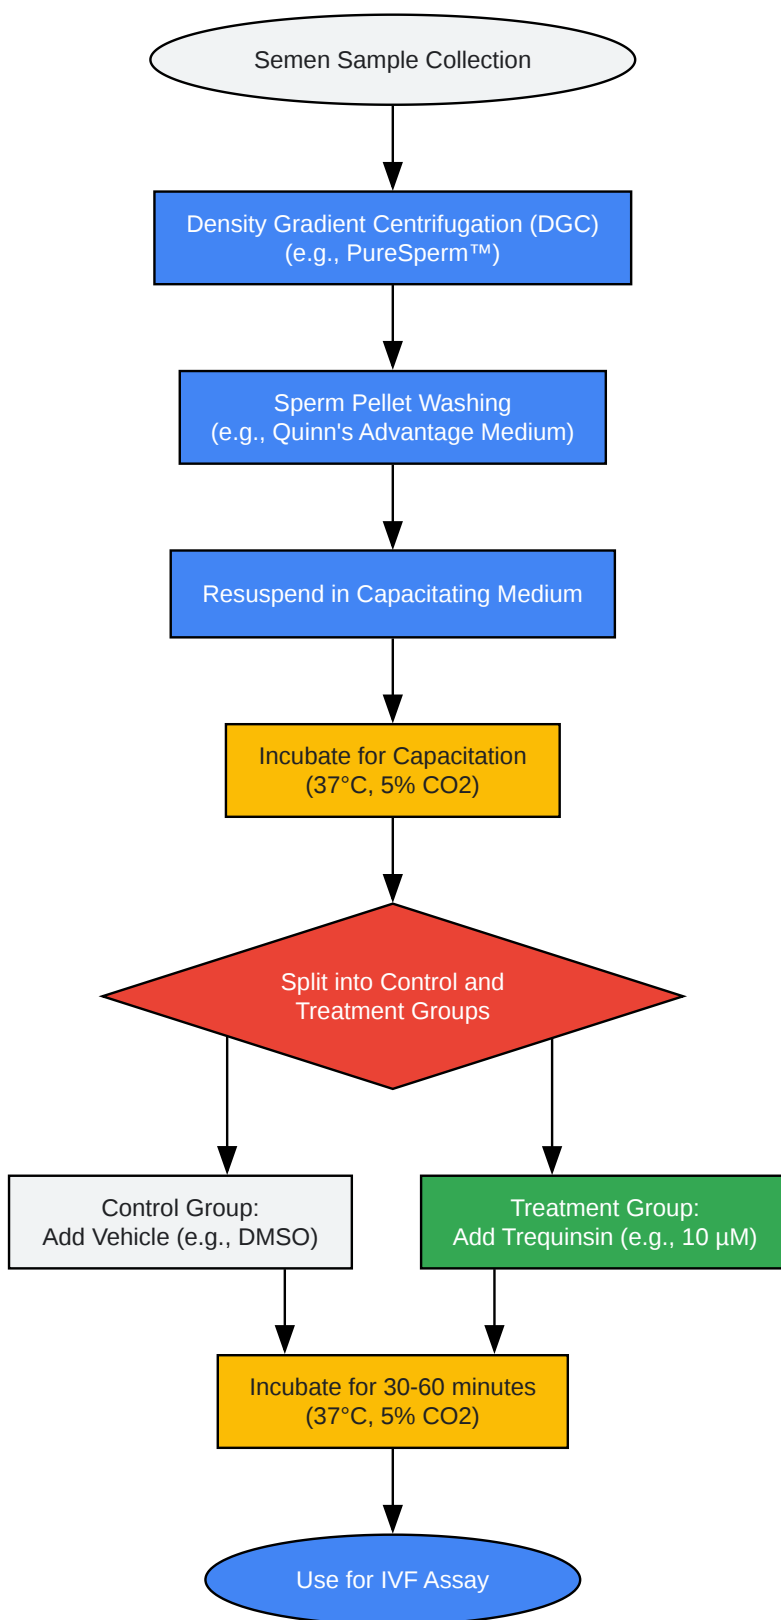 Semen Sample Collection
Density Gradient Centrifugation (DGC)
(e.g., PureSperm™)
Sperm Pellet Washing
(e.g., Quinn's Advantage Medium)
Resuspend in Capacitating Medium
Incubate for Capacitation
(37°C, 5% CO2)
Split into Control and
Treatment Groups
Control Group:
Add Vehicle (e.g., DMSO)
Treatment Group:
Add Trequinsin (e.g., 10 µM)
Incubate for 30-60 minutes
(37°C, 5% CO2)
Use for IVF Assay